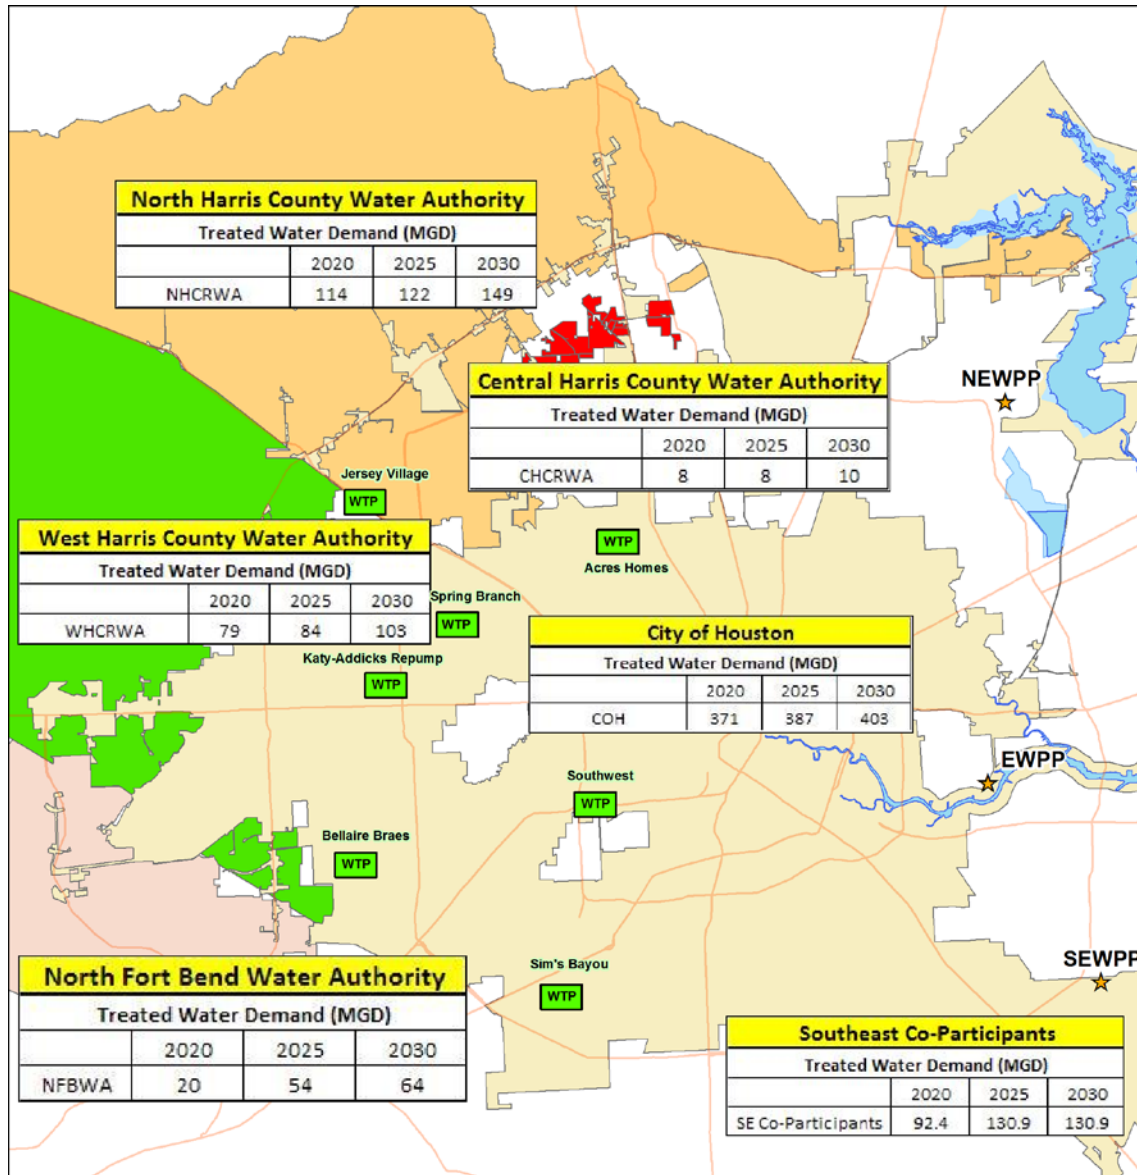 North Harris County Water Authority
Treated Water Demand (MGD)
2020 2025 2030
NHCRWA 114 122 149
Central Harris County Water Authority
Treated Water Demand (MGD)
2020 2025 2030
CHCRWA 8 8 10
NEWPP
Jersey Village
WTP
West Harris County Water Authority
Treated Water Demand (MGD)
2020 2025 2030
WHCRWA 79 84 103
WTP
Acres Homes
Spring Branch
WTP
Katy-Addicks Repump
WTP
City of Houston
Treated Water Demand (MGD)
2020 2025 2030
COH 371 387 403
EWPP
Southwest
WTP
Bellaire Braes
WTP
North Fort Bend Water Authority
Treated Water Demand (MGD)
2020 2025 2030
NFBWA 20 54 64
Sim's Bayou
WTP
SEWPP
Southeast Co-Participants
Treated Water Demand (MGD)
2020 2025 2030
SE Co-Participants 92.4 130.9 130.9